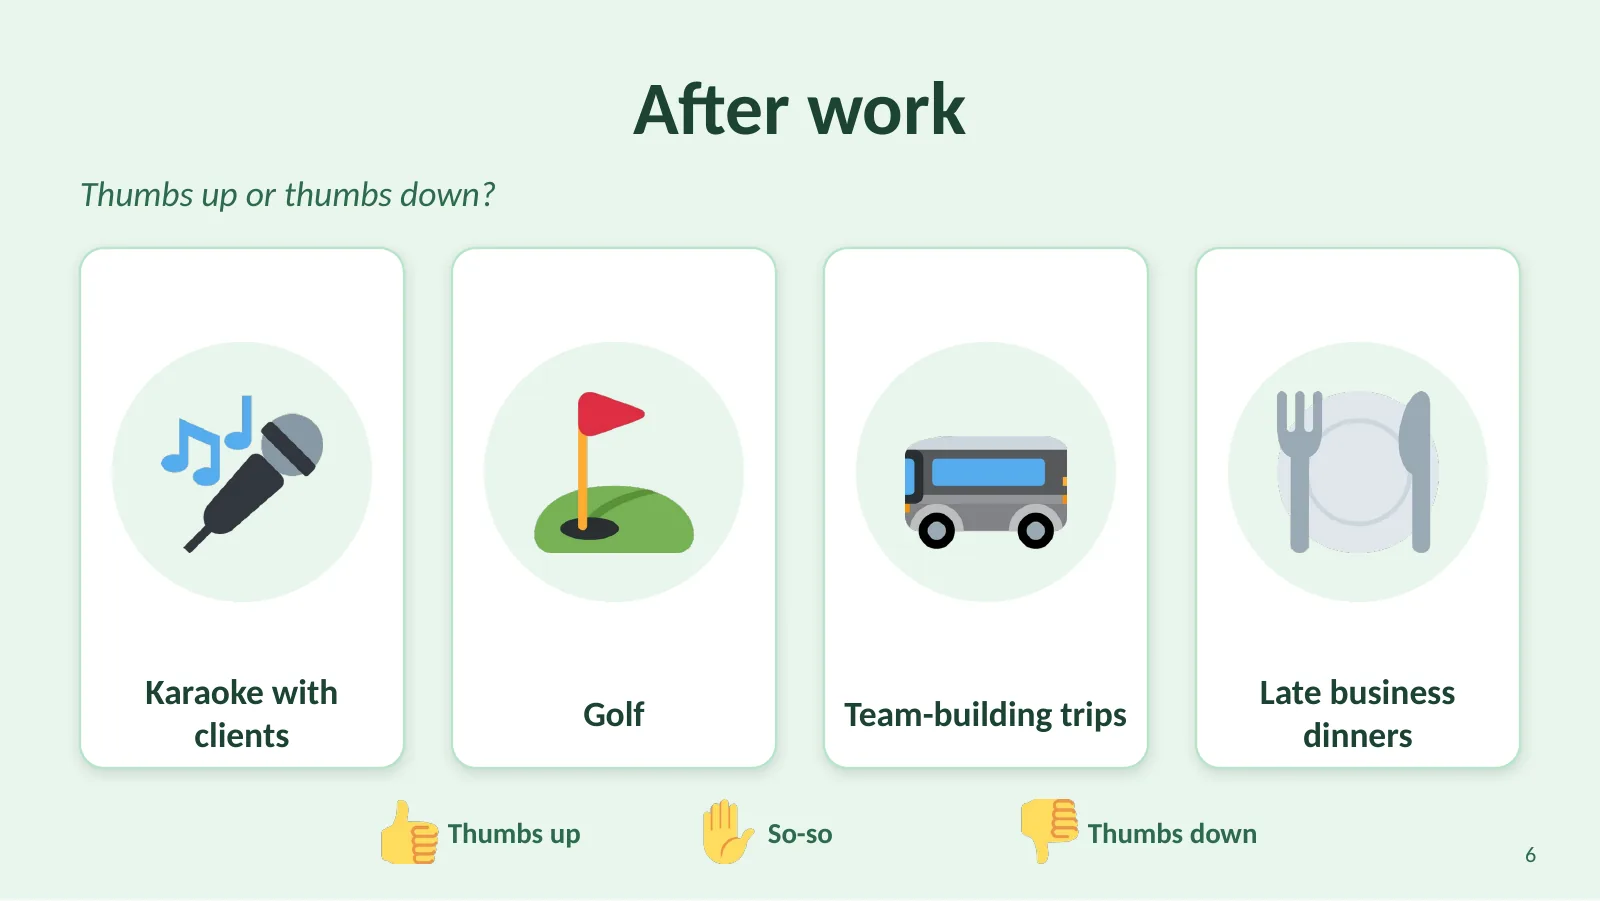 After work
Thumbs up or thumbs down?
Karaoke with
clients
Golf
Team-building trips
Late business
dinners
Thumbs up
So-so
Thumbs down
6